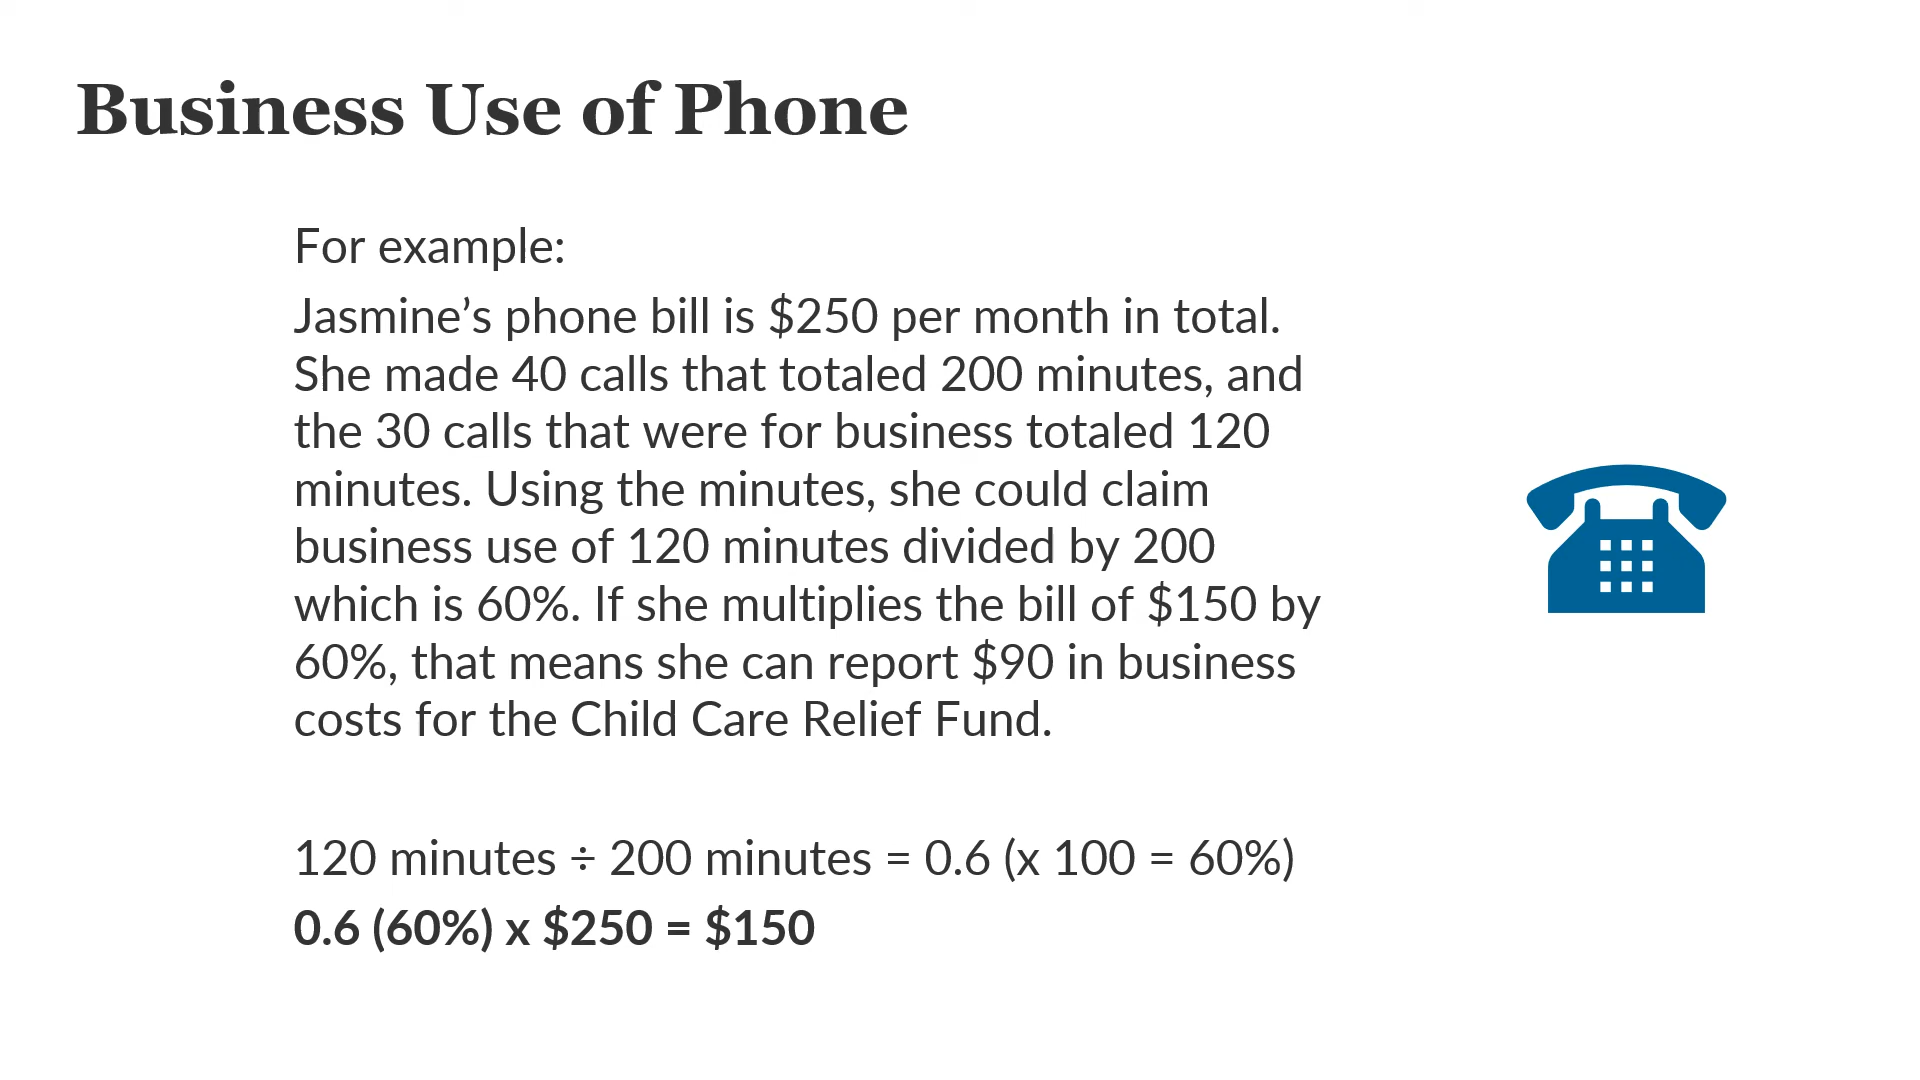 Business Use of Phone
For example:
Jasmine’s phone bill is $250 per month in total.
She made 40 calls that totaled 200 minutes, and
the 30 calls that were for business totaled 120
minutes. Using the minutes, she could claim
business use of 120 minutes divided by 200
which is 60%. If she multiplies the bill of $150 by
60%, that means she can report $90 in business
costs for the Child Care Relief Fund.
120 minutes ÷ 200 minutes = 0.6 (x 100 = 60%)
0.6 (60%) x $250 = $150